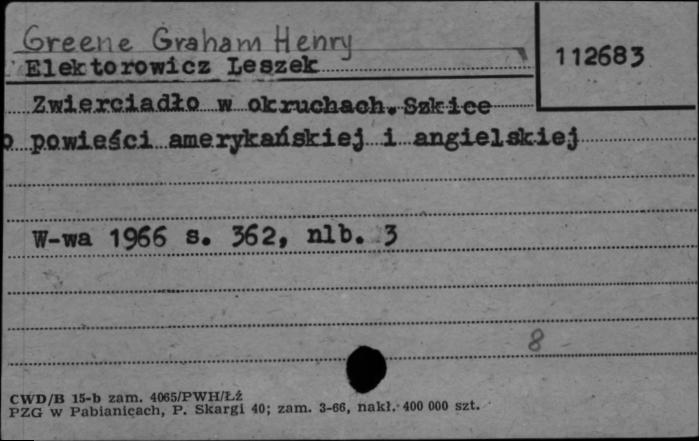 Greene Graham Henry
112683
Elektorowicz Leszek
Zwierciadło w okruchach. Szkice
o powieści amerykańskiej i angielskiej
W-wa 1966 s. 362, nlb. 3
8
CWD/B 15-b zam. 4065/PWH/Łź
PZG w Pabianicach, P. Skargi 40; zam. 3-66, nakł. 400 000 szt.